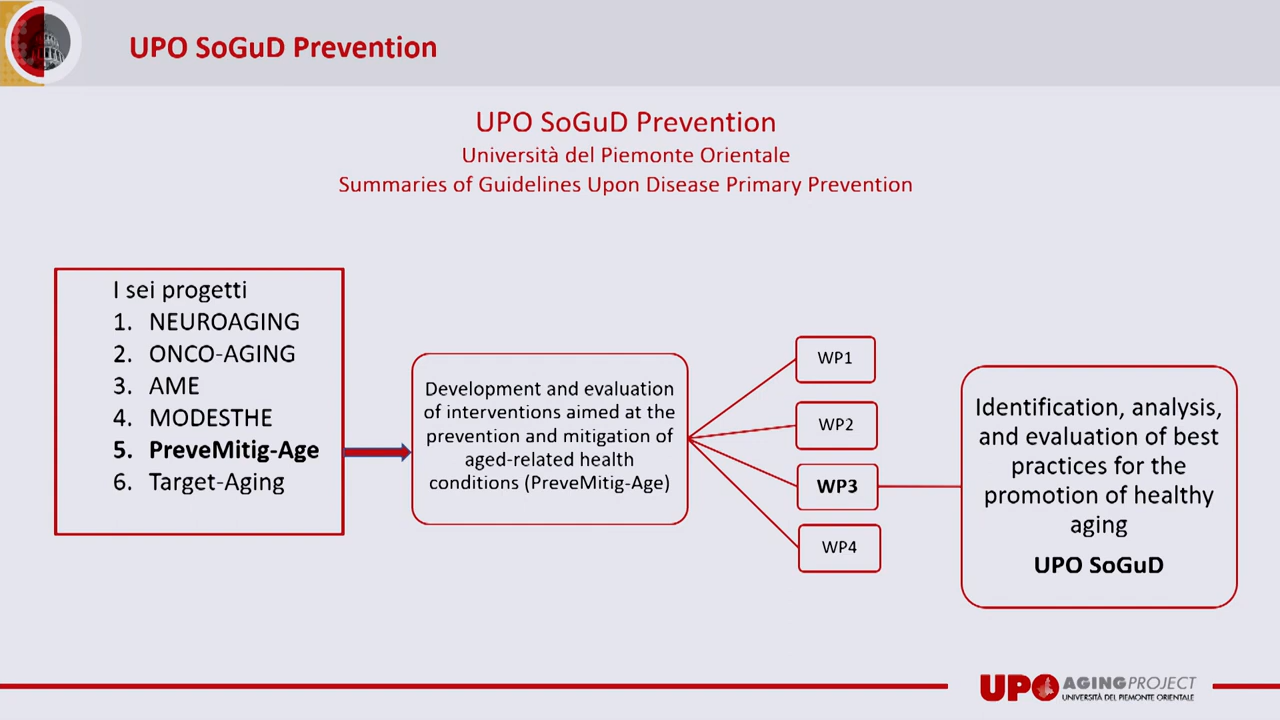 UPO SoGuD Prevention
UPO SoGuD Prevention
Università del Piemonte Orientale
Summaries of Guidelines Upon Disease Primary Prevention
I sei progetti
1. NEUROAGING
2. ONCO-AGING
3. AME
4. MODESTHE
5. PreveMitig-Age
6. Target-Aging
Development and evaluation
of interventions aimed at the
prevention and mitigation of
aged-related health
conditions (PreveMitig-Age)
WP1
WP2
WP3
WP4
Identification, analysis,
and evaluation of best
practices for the
promotion of healthy
aging
UPO SoGuD
UPO AGING PROJECT
UNIVERSITÀ DEL PIEMONTE ORIENTALE